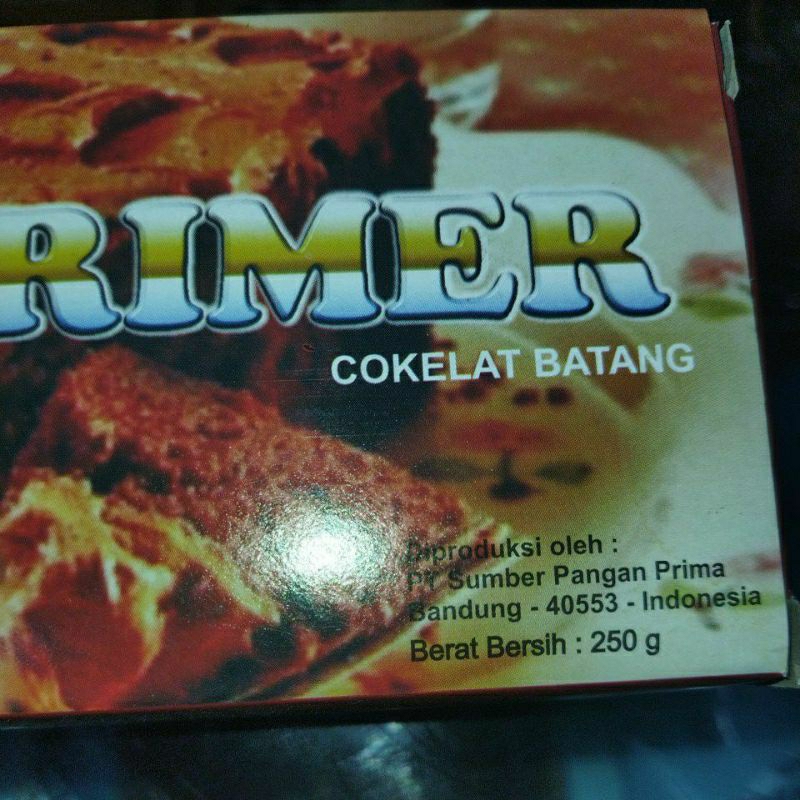 RIMER
COKELAT BATANG
Diproduksi oleh :
PT Sumber Pangan Prima
Bandung - 40553 - Indonesia
Berat Bersih : 250 g